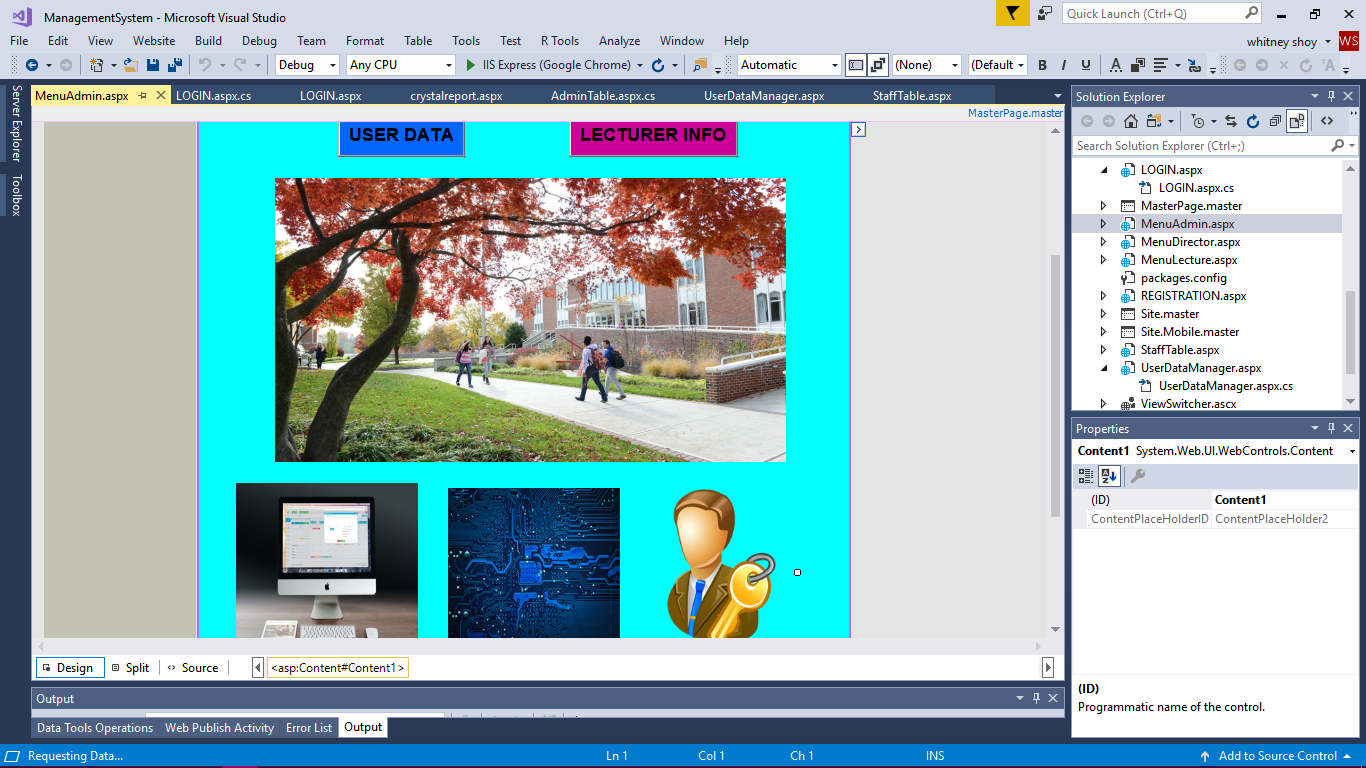 ManagementSystem - Microsoft Visual Studio
Quick Launch (Ctrl+Q)
File Edit View Website Build Debug Team Format Table Tools Test R Tools Analyze Window Help
whitney shoy WS
Debug Any CPU IIS Express (Google Chrome) Automatic (None) (Default B I U A
Server Explorer
Toolbox
MenuAdmin.aspx LOGIN.aspx.cs LOGIN.aspx crystalreport.aspx AdminTable.aspx.cs UserDataManager.aspx StaffTable.aspx
MasterPage.master
USER DATA LECTURER INFO
Design Split Source <asp:Content#Content1>
Output
Data Tools Operations Web Publish Activity Error List Output
Solution Explorer
Search Solution Explorer (Ctrl+;)
LOGIN.aspx
LOGIN.aspx.cs
MasterPage.master
MenuAdmin.aspx
MenuDirector.aspx
MenuLecture.aspx
packages.config
REGISTRATION.aspx
Site.master
Site.Mobile.master
StaffTable.aspx
UserDataManager.aspx
UserDataManager.aspx.cs
ViewSwitcher.ascx
Properties
Content1 System.Web.UI.WebControls.Content
(ID) Content1
ContentPlaceHolderID ContentPlaceHolder2
(ID)
Programmatic name of the control.
Requesting Data... Ln 1 Col 1 Ch 1 INS Add to Source Control